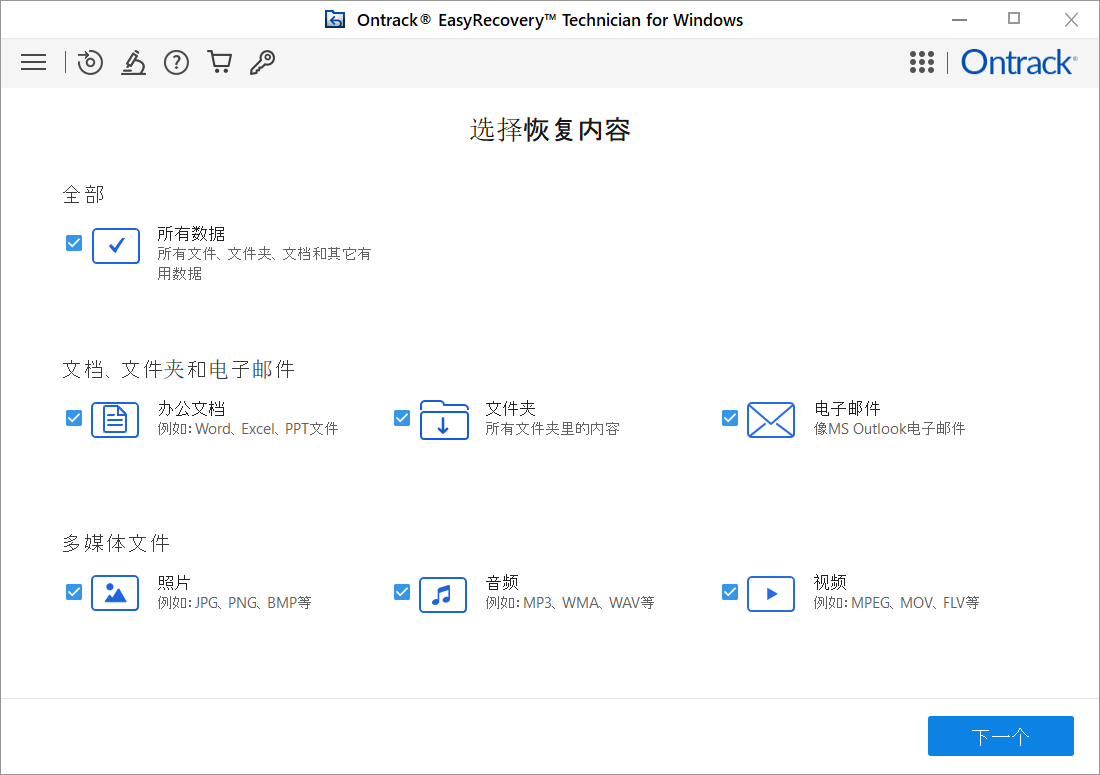 Ontrack® EasyRecovery™ Technician for Windows
Ontrack®
选择恢复内容
全部
所有数据
所有文件、文件夹、文档和其它有
用数据
文档、文件夹和电子邮件
办公文档
例如：Word、Excel、PPT文件
文件夹
所有文件夹里的内容
电子邮件
像MS Outlook电子邮件
多媒体文件
照片
例如：JPG、PNG、BMP等
音频
例如：MP3、WMA、WAV等
视频
例如：MPEG、MOV、FLV等
下一个